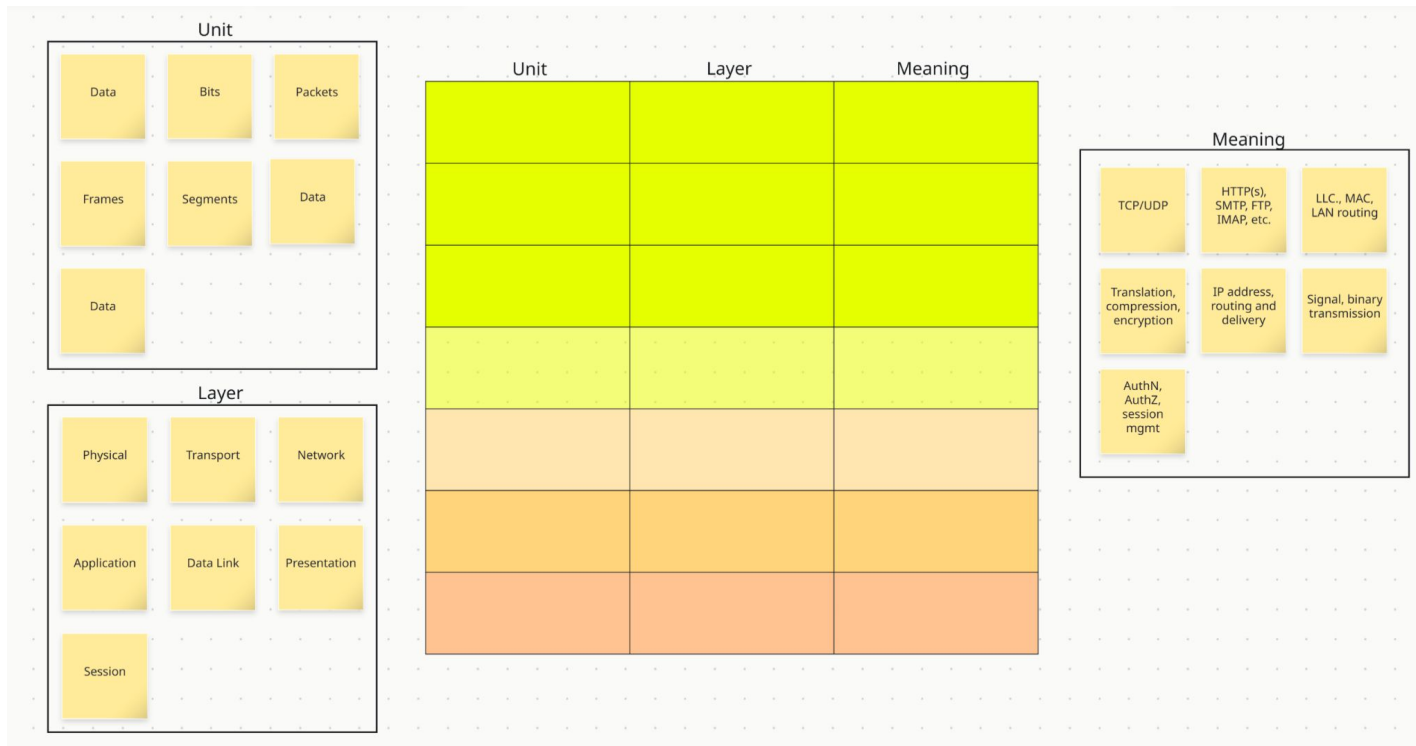 Unit
Data
Bits
Packets
Frames
Segments
Data
Data
Layer
Physical
Transport
Network
Application
Data Link
Presentation
Session
Unit
Layer
Meaning
Meaning
TCP/UDP
HTTP(s),
SMTP, FTP,
IMAP, etc.
LLC., MAC,
LAN routing
Translation,
compression,
encryption
IP address,
routing and
delivery
Signal, binary
transmission
AuthN,
AuthZ,
session
mgmt